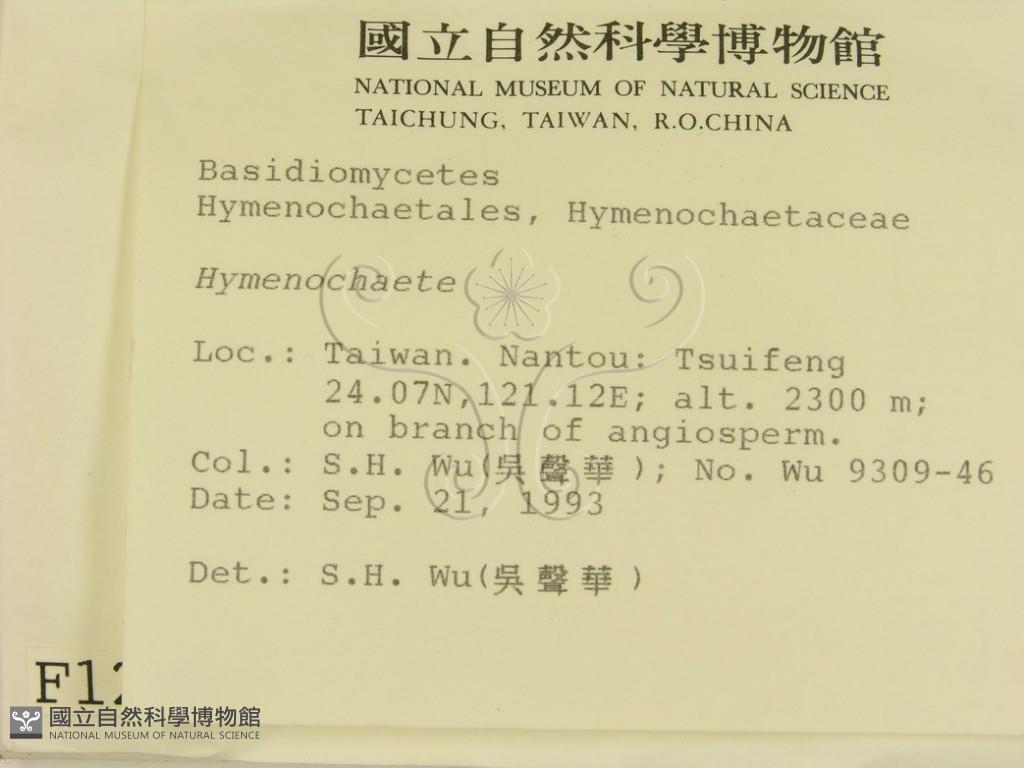 國立自然科學博物館
NATIONAL MUSEUM OF NATURAL SCIENCE
TAICHUNG, TAIWAN, R.O.CHINA
Basidiomycetes
Hymenochaetales, Hymenochaetaceae
Hymenochaete
Loc.: Taiwan. Nantou: Tsuifeng
24.07N,121.12E; alt. 2300 m;
on branch of angiosperm.
Col.: S.H. Wu(吳聲華); No. Wu 9309-46
Date: Sep. 21, 1993
Det.: S.H. Wu(吳聲華)
F12
國立自然科學博物館
NATIONAL MUSEUM OF NATURAL SCIENCE